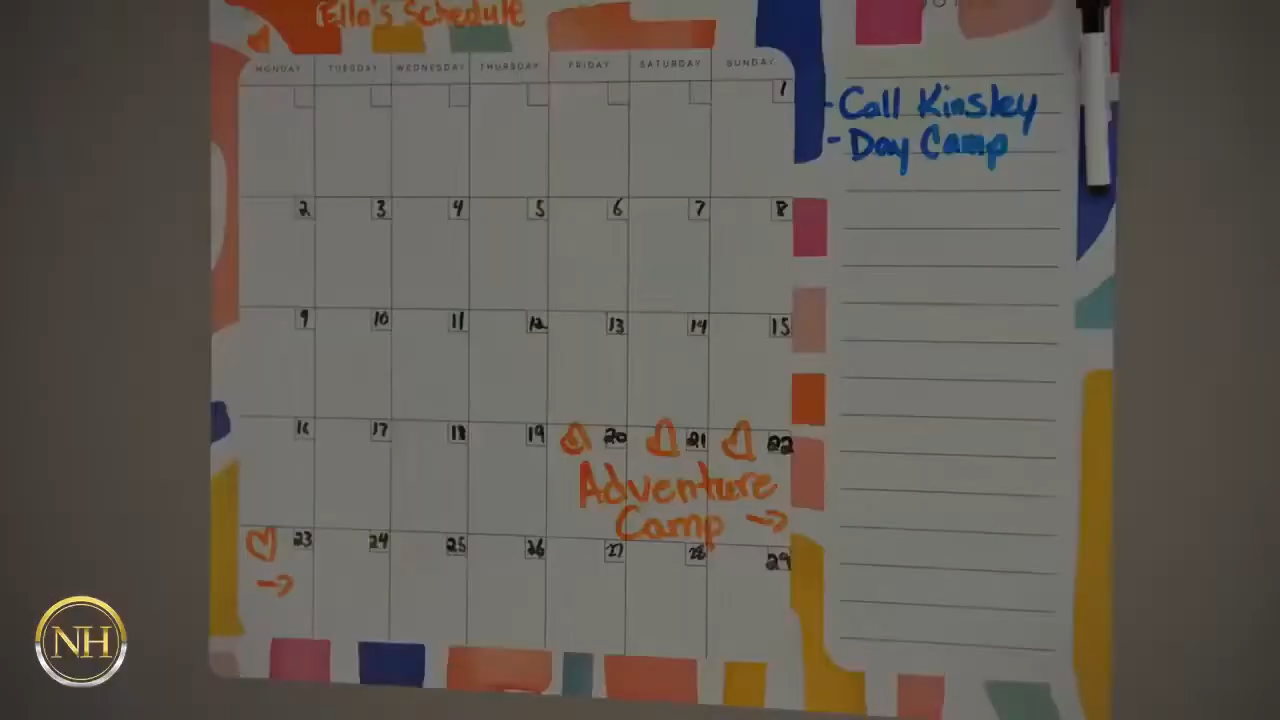 Ella's Schedule
MONDAY TUESDAY WEDNESDAY THURSDAY FRIDAY SATURDAY SUNDAY
1
- Call Kinsley
- Day Camp
2 3 4 5 6 7 8
9 10 11 12 13 14 15
16 17 18 19 20 21 22
Adventure
Camp →
23 24 25 26 27 28 29
→
NH